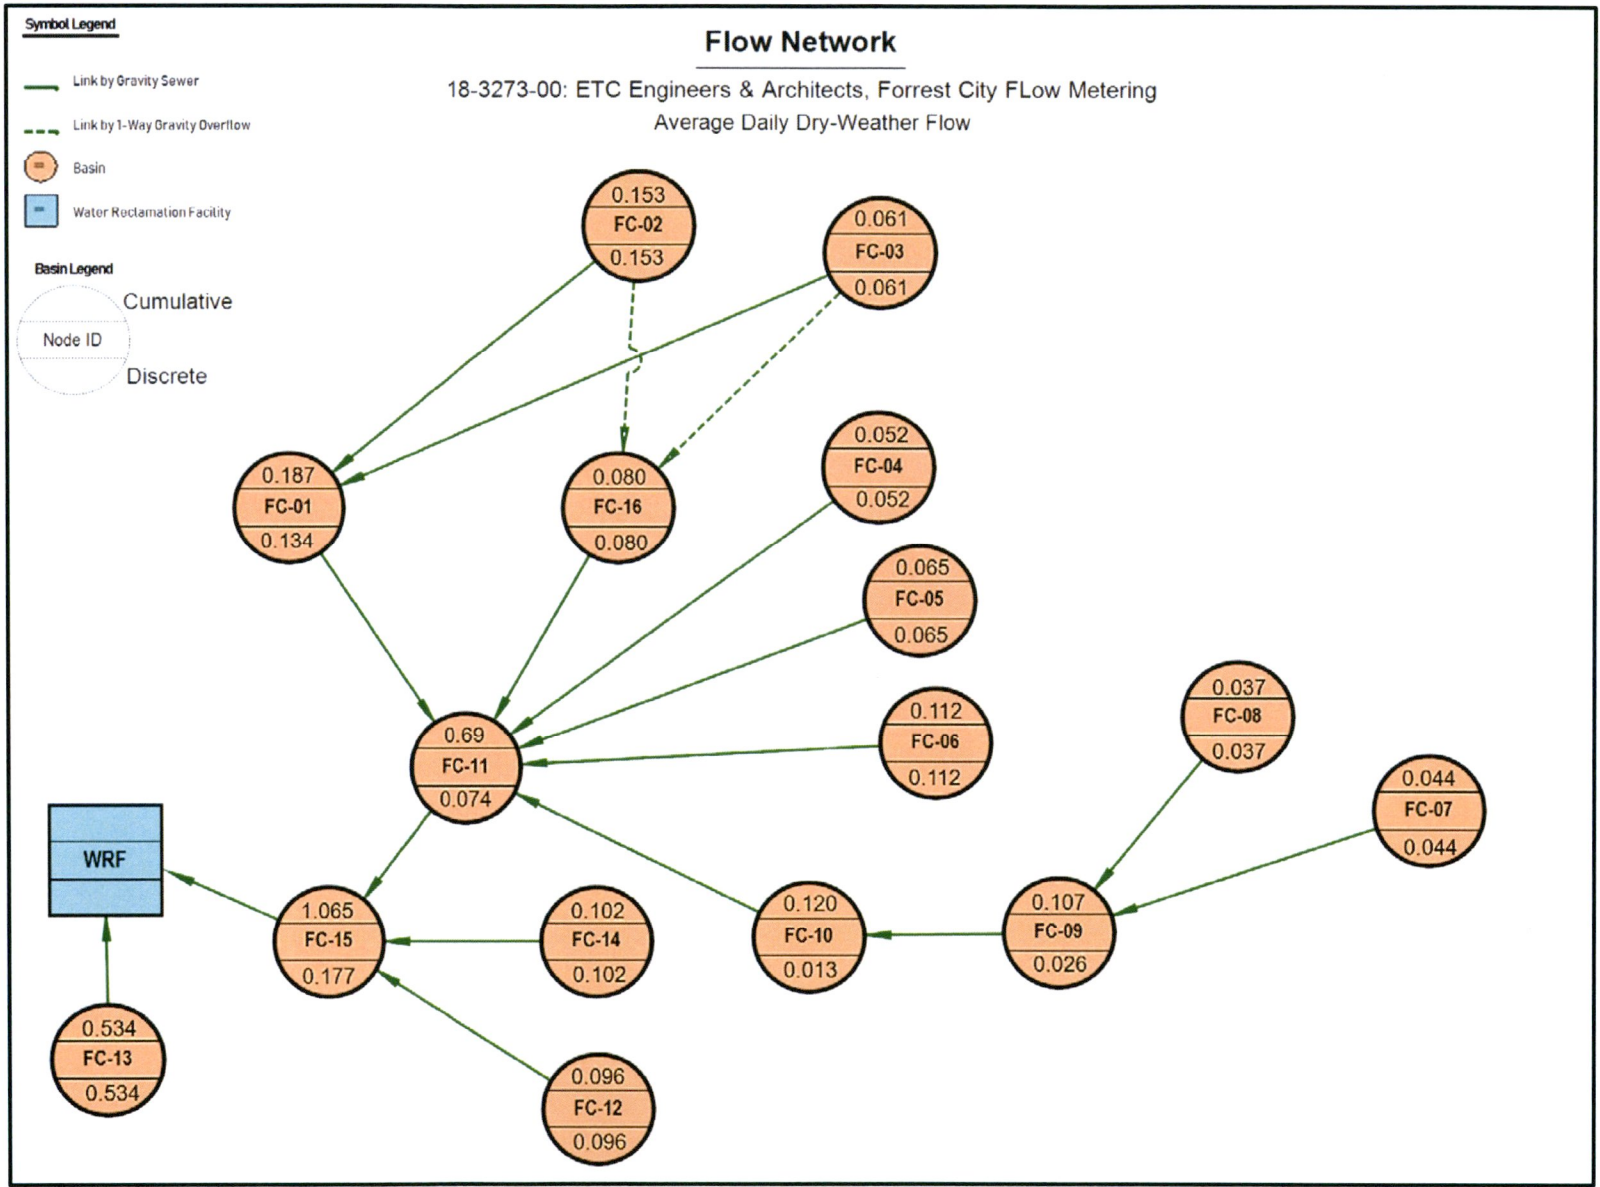 Symbol Legend
Link by Gravity Sewer
Link by 1-Way Gravity Overflow
Basin
Water Reclamation Facility
Basin Legend
Cumulative
Node ID
Discrete
Flow Network
18-3273-00: ETC Engineers & Architects, Forrest City FLow Metering
Average Daily Dry-Weather Flow
0.153
FC-02
0.153
0.061
FC-03
0.061
0.187
FC-01
0.134
0.080
FC-16
0.080
0.052
FC-04
0.052
0.065
FC-05
0.065
0.112
FC-06
0.112
0.037
FC-08
0.037
0.044
FC-07
0.044
0.69
FC-11
0.074
WRF
1.065
FC-15
0.177
0.102
FC-14
0.102
0.120
FC-10
0.013
0.107
FC-09
0.026
0.534
FC-13
0.534
0.096
FC-12
0.096